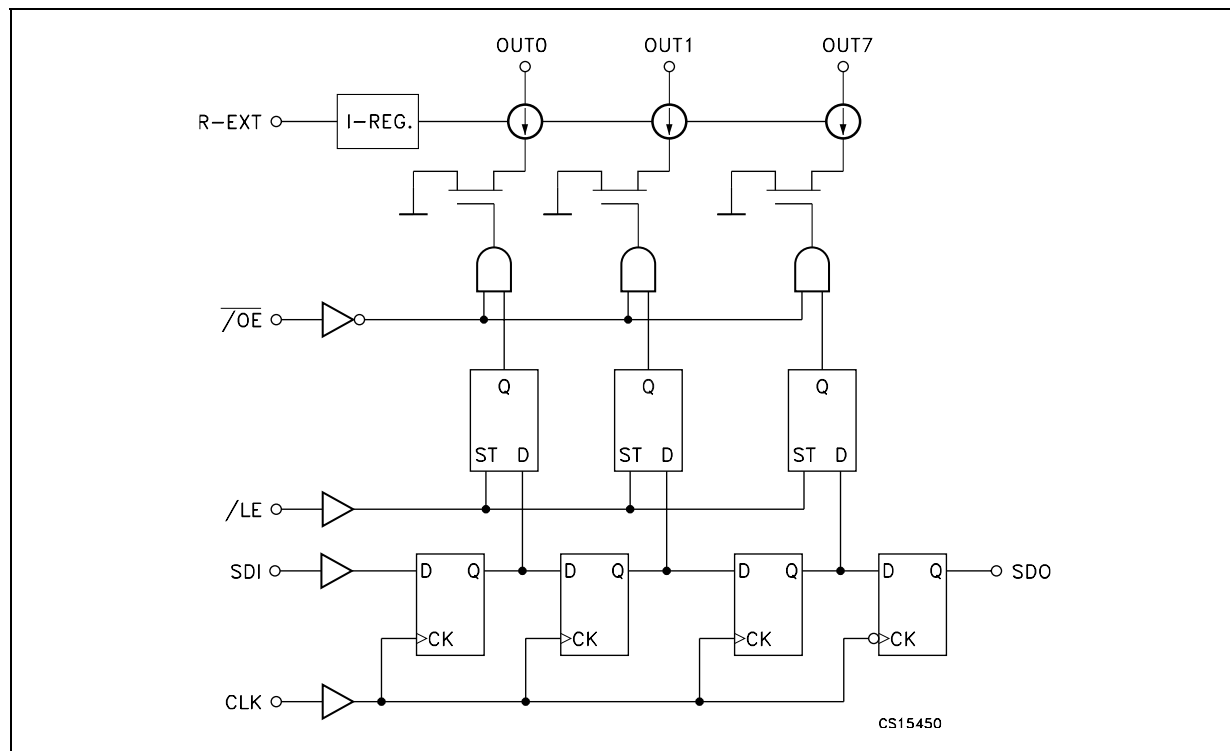 OUT0 OUT1 OUT7
R-EXT I-REG.
/OE
Q Q Q
ST D ST D ST D
/LE
SDI D Q D Q D Q D Q SDO
CK CK CK CK
CLK
CS15450